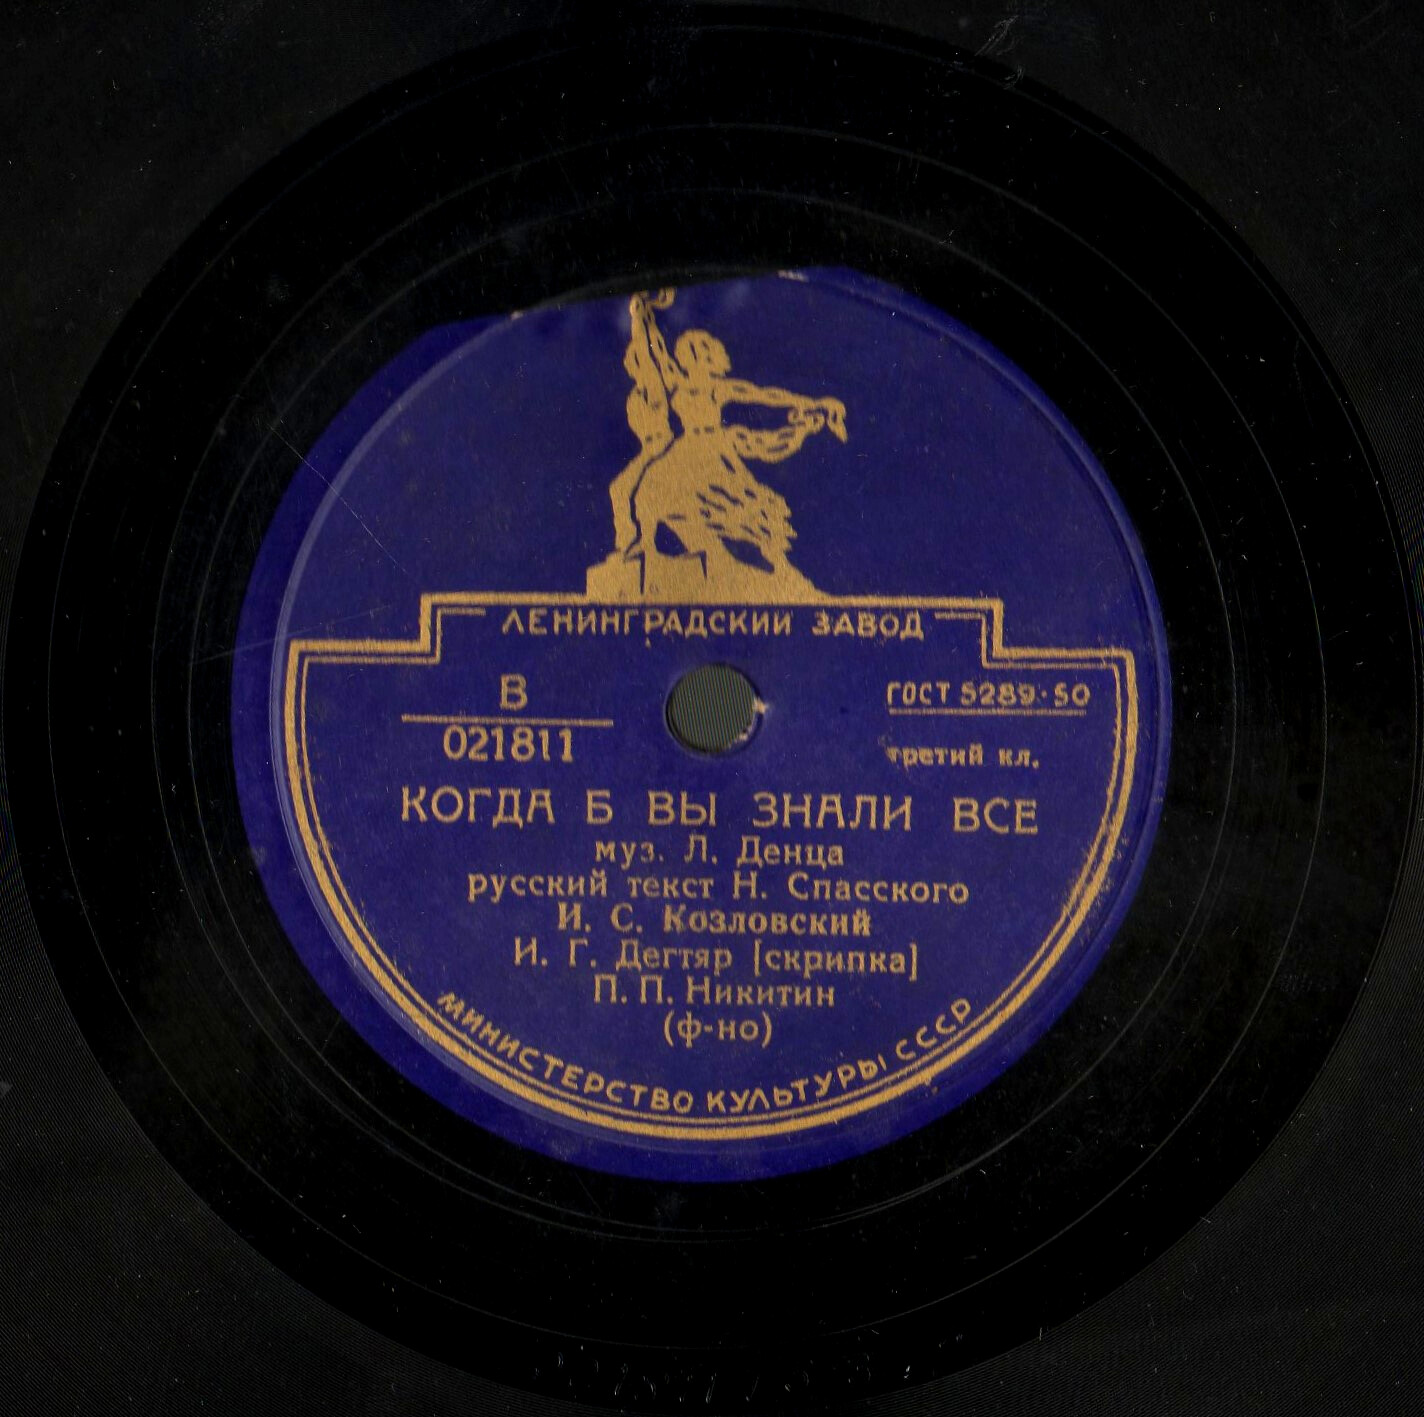 ЛЕНИНГРАДСКИЙ ЗАВОД
В
021811
ГОСТ 5289·50
третий кл.
КОГДА Б ВЫ ЗНАЛИ ВСЕ
муз. Л. Денца
русский текст Н. Спасского
И. С. Козловский
И. Г. Дегтяр [скрипка]
П. П. Никитин
(ф-но)
МИНИСТЕРСТВО КУЛЬТУРЫ СССР